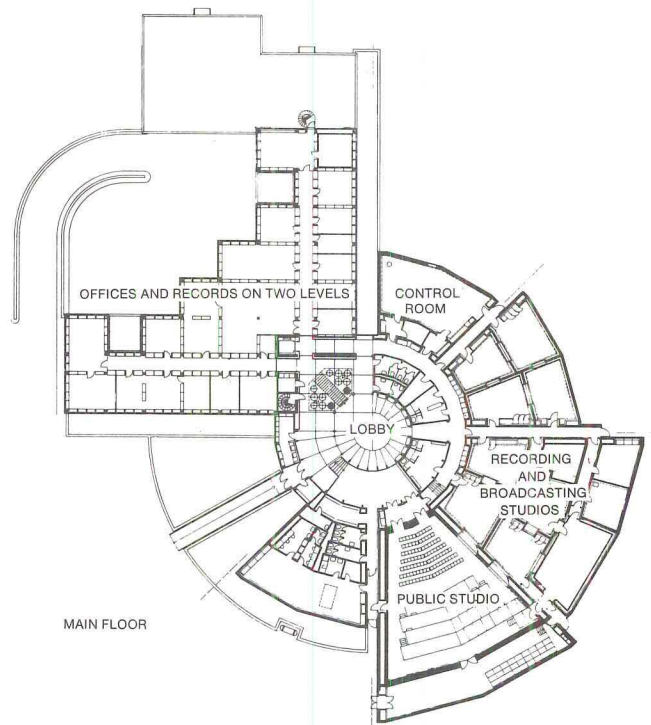 OFFICES AND RECORDS ON TWO LEVELS
CONTROL
ROOM
LOBBY
RECORDING
AND
BROADCASTING
STUDIOS
PUBLIC STUDIO
MAIN FLOOR